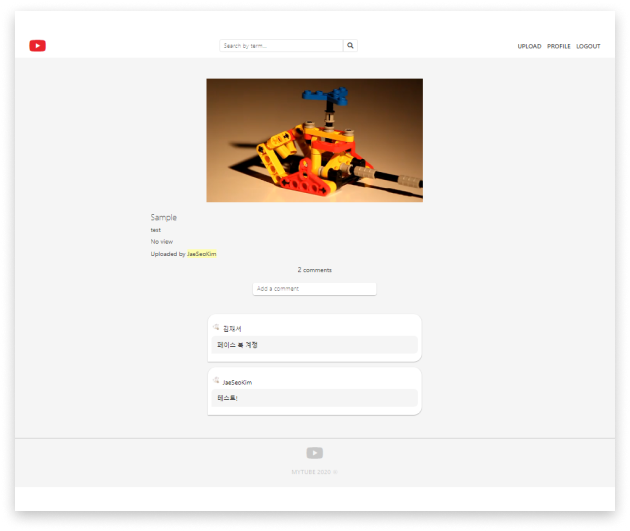 Search by term...
UPLOAD PROFILE LOGOUT
Sample
test
No view
Uploaded by JaeSeoKim
2 comments
Add a comment
김재서
페이스 북 계정
JaeSeoKim
테스트!
MYTUBE 2020 ©